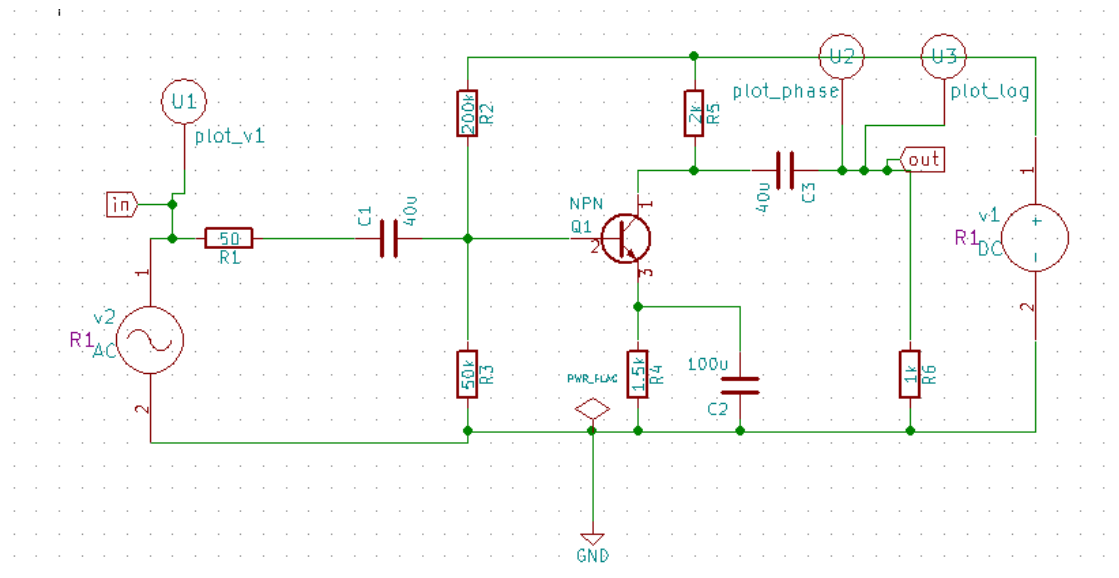 U1
plot_v1
in
50
R1
C1
40u
1
v2
R1
AC
2
200k
R2
50k
R3
NPN
Q1
1
2
3
2k
R5
40u
C3
U2
plot_phase
U3
plot_log
out
1
v1
R1
DC
2
1.5k
R4
100u
C2
1k
R6
PWR_FLAG
GND